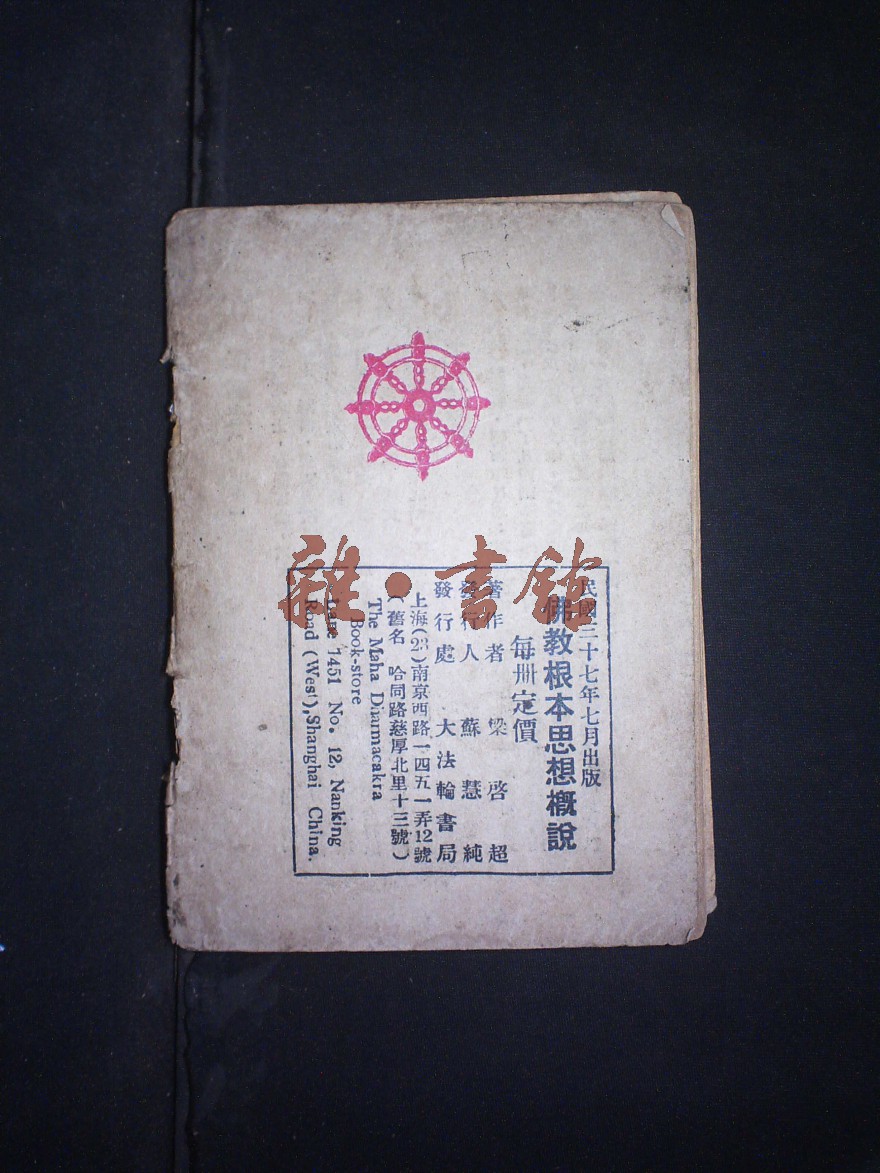 民國三十七年七月出版
佛教根本思想概說
每冊定價
著作者 梁啓超
發行人 蘇慧純
發行處 大法輪書局
上海(23)南京西路一四五一弄12號
(舊名 哈同路慈厚北里十三號)
The Maha Dharmacakra
Book-store
Lane 1451 No. 12, Nanking
Road (West), Shanghai China.
雜·書館